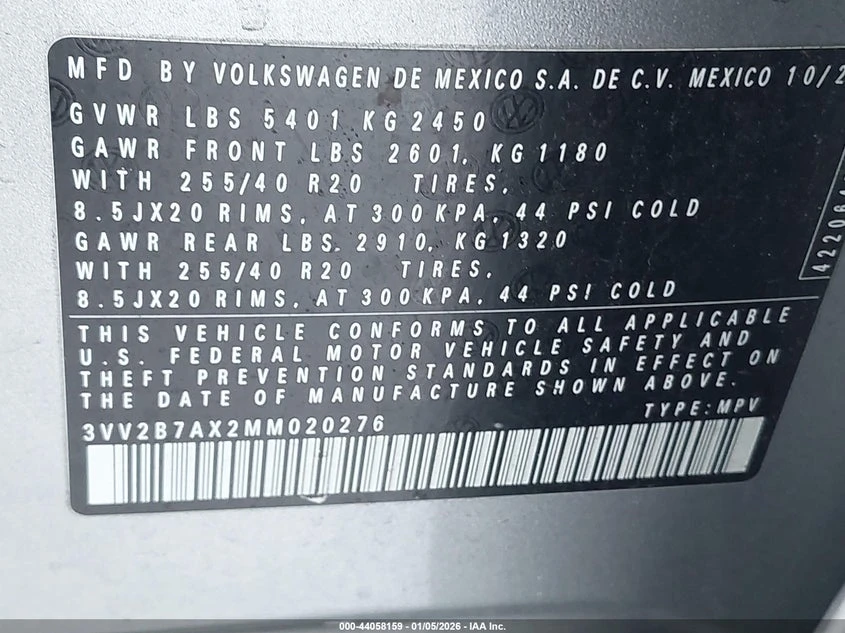 MFD BY VOLKSWAGEN DE MEXICO S.A. DE C.V. MEXICO 10/2
GVWR LBS 5401 KG 2450
GAWR FRONT LBS 2601, KG 1180
WITH 255/40 R20 TIRES,
8.5JX20 RIMS, AT 300 KPA, 44 PSI COLD
GAWR REAR LBS. 2910, KG 1320
WITH 255/40 R20 TIRES,
8.5JX20 RIMS, AT 300 KPA, 44 PSI COLD
THIS VEHICLE CONFORMS TO ALL APPLICABLE
U.S. FEDERAL MOTOR VEHICLE SAFETY AND
THEFT PREVENTION STANDARDS IN EFFECT ON
THE DATE OF MANUFACTURE SHOWN ABOVE.
TYPE: MPV
3VV2B7AX2MM020276
000-44058159 - 01/05/2026 - IAA Inc.